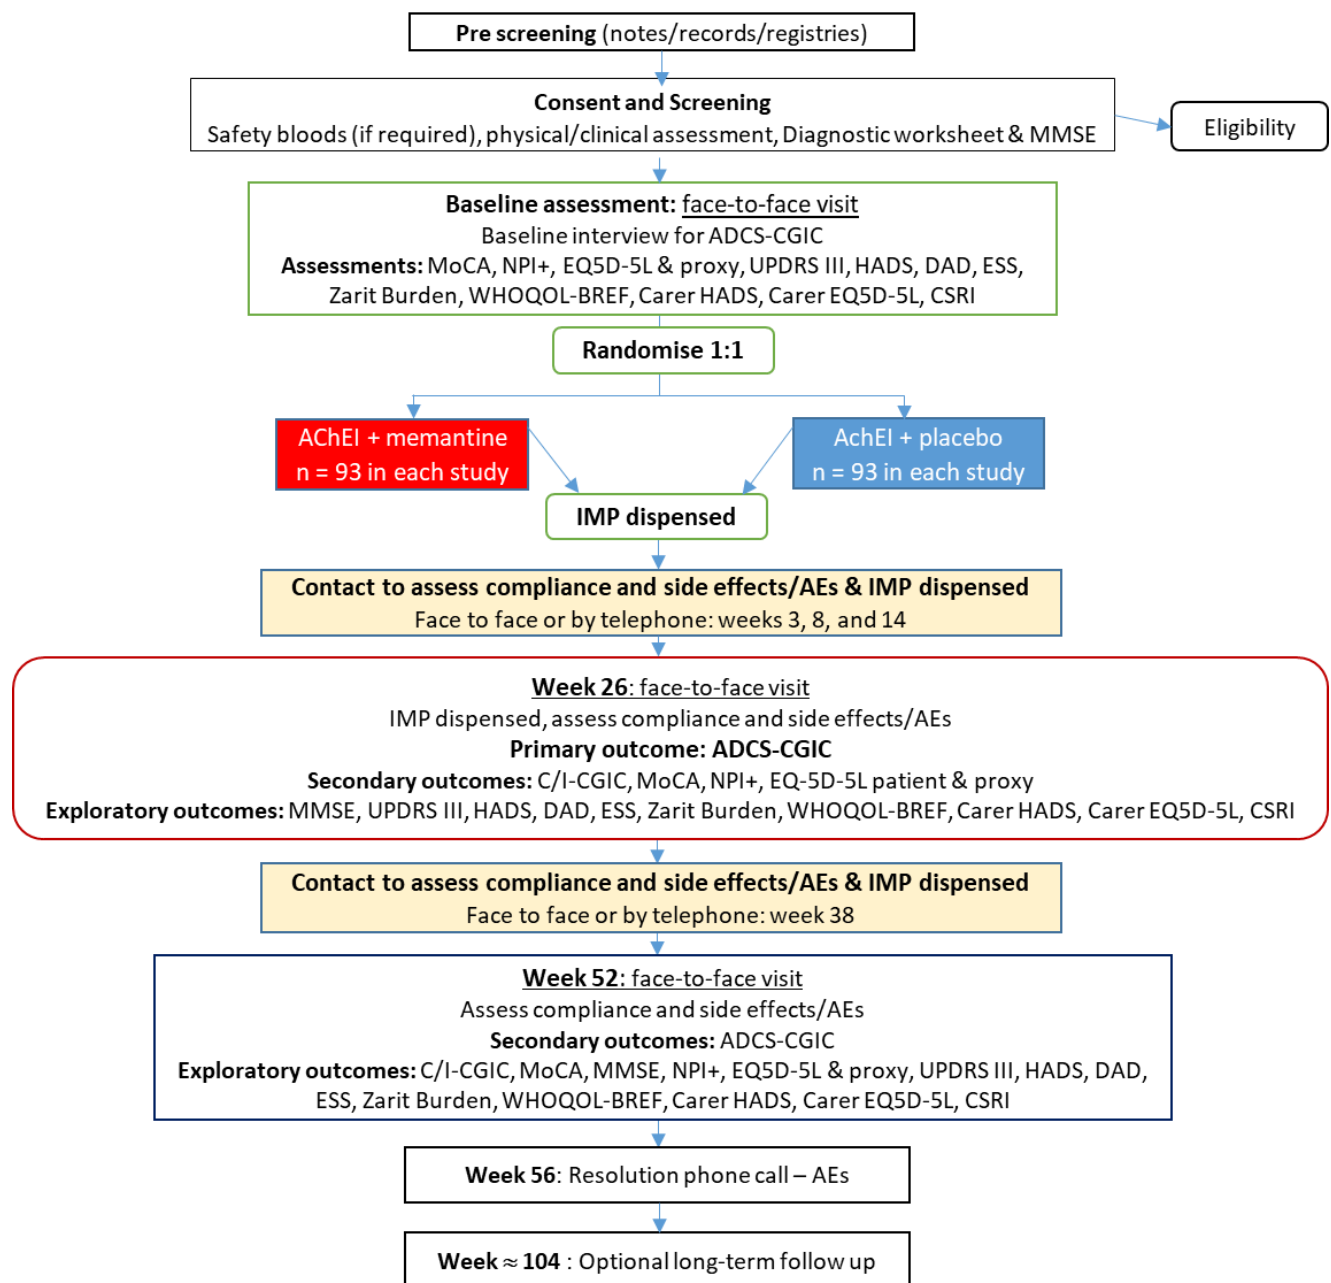 Pre screening (notes/records/registries)
Consent and Screening
Safety bloods (if required), physical/clinical assessment, Diagnostic worksheet & MMSE
Eligibility
Baseline assessment: face-to-face visit
Baseline interview for ADCS-CGIC
Assessments: MoCA, NPI+, EQ5D-5L & proxy, UPDRS III, HADS, DAD, ESS,
Zarit Burden, WHOQOL-BREF, Carer HADS, Carer EQ5D-5L, CSRI
Randomise 1:1
AChEI + memantine
n = 93 in each study
AchEI + placebo
n = 93 in each study
IMP dispensed
Contact to assess compliance and side effects/AEs & IMP dispensed
Face to face or by telephone: weeks 3, 8, and 14
Week 26: face-to-face visit
IMP dispensed, assess compliance and side effects/AEs
Primary outcome: ADCS-CGIC
Secondary outcomes: C/I-CGIC, MoCA, NPI+, EQ-5D-5L patient & proxy
Exploratory outcomes: MMSE, UPDRS III, HADS, DAD, ESS, Zarit Burden, WHOQOL-BREF, Carer HADS, Carer EQ5D-5L, CSRI
Contact to assess compliance and side effects/AEs & IMP dispensed
Face to face or by telephone: week 38
Week 52: face-to-face visit
Assess compliance and side effects/AEs
Secondary outcomes: ADCS-CGIC
Exploratory outcomes: C/I-CGIC, MoCA, MMSE, NPI+, EQ5D-5L & proxy, UPDRS III, HADS, DAD,
ESS, Zarit Burden, WHOQOL-BREF, Carer HADS, Carer EQ5D-5L, CSRI
Week 56: Resolution phone call – AEs
Week ≈ 104 : Optional long-term follow up